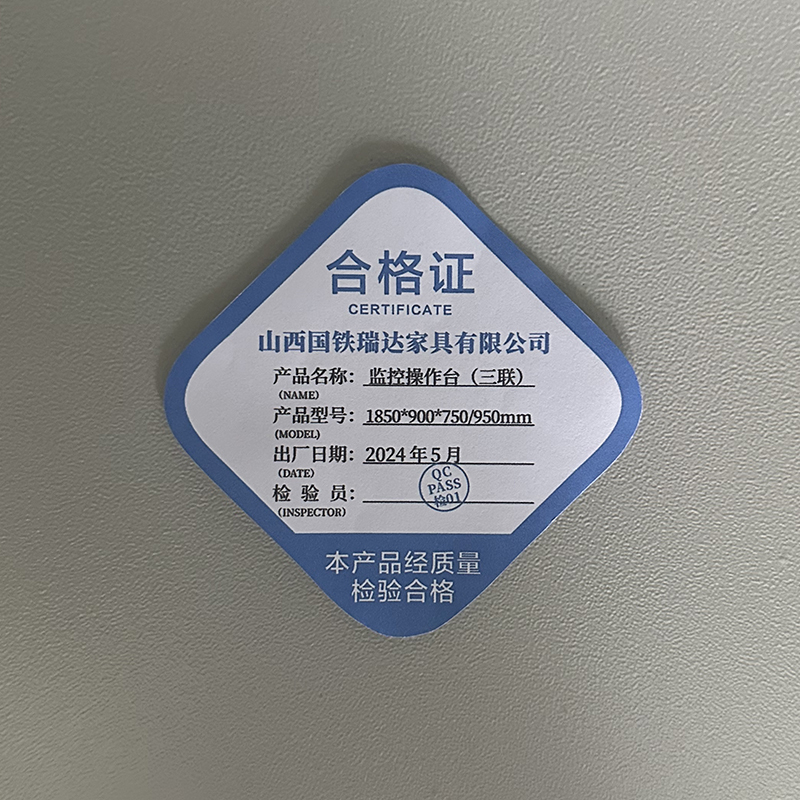 合格证
CERTIFICATE
山西国铁瑞达家具有限公司
产品名称：监控操作台（三联）
(NAME)
产品型号：1850*900*750/950mm
(MODEL)
出厂日期：2024年5月
(DATE)
检 验 员：
QC
PASS
检01
(INSPECTOR)
本产品经质量
检验合格